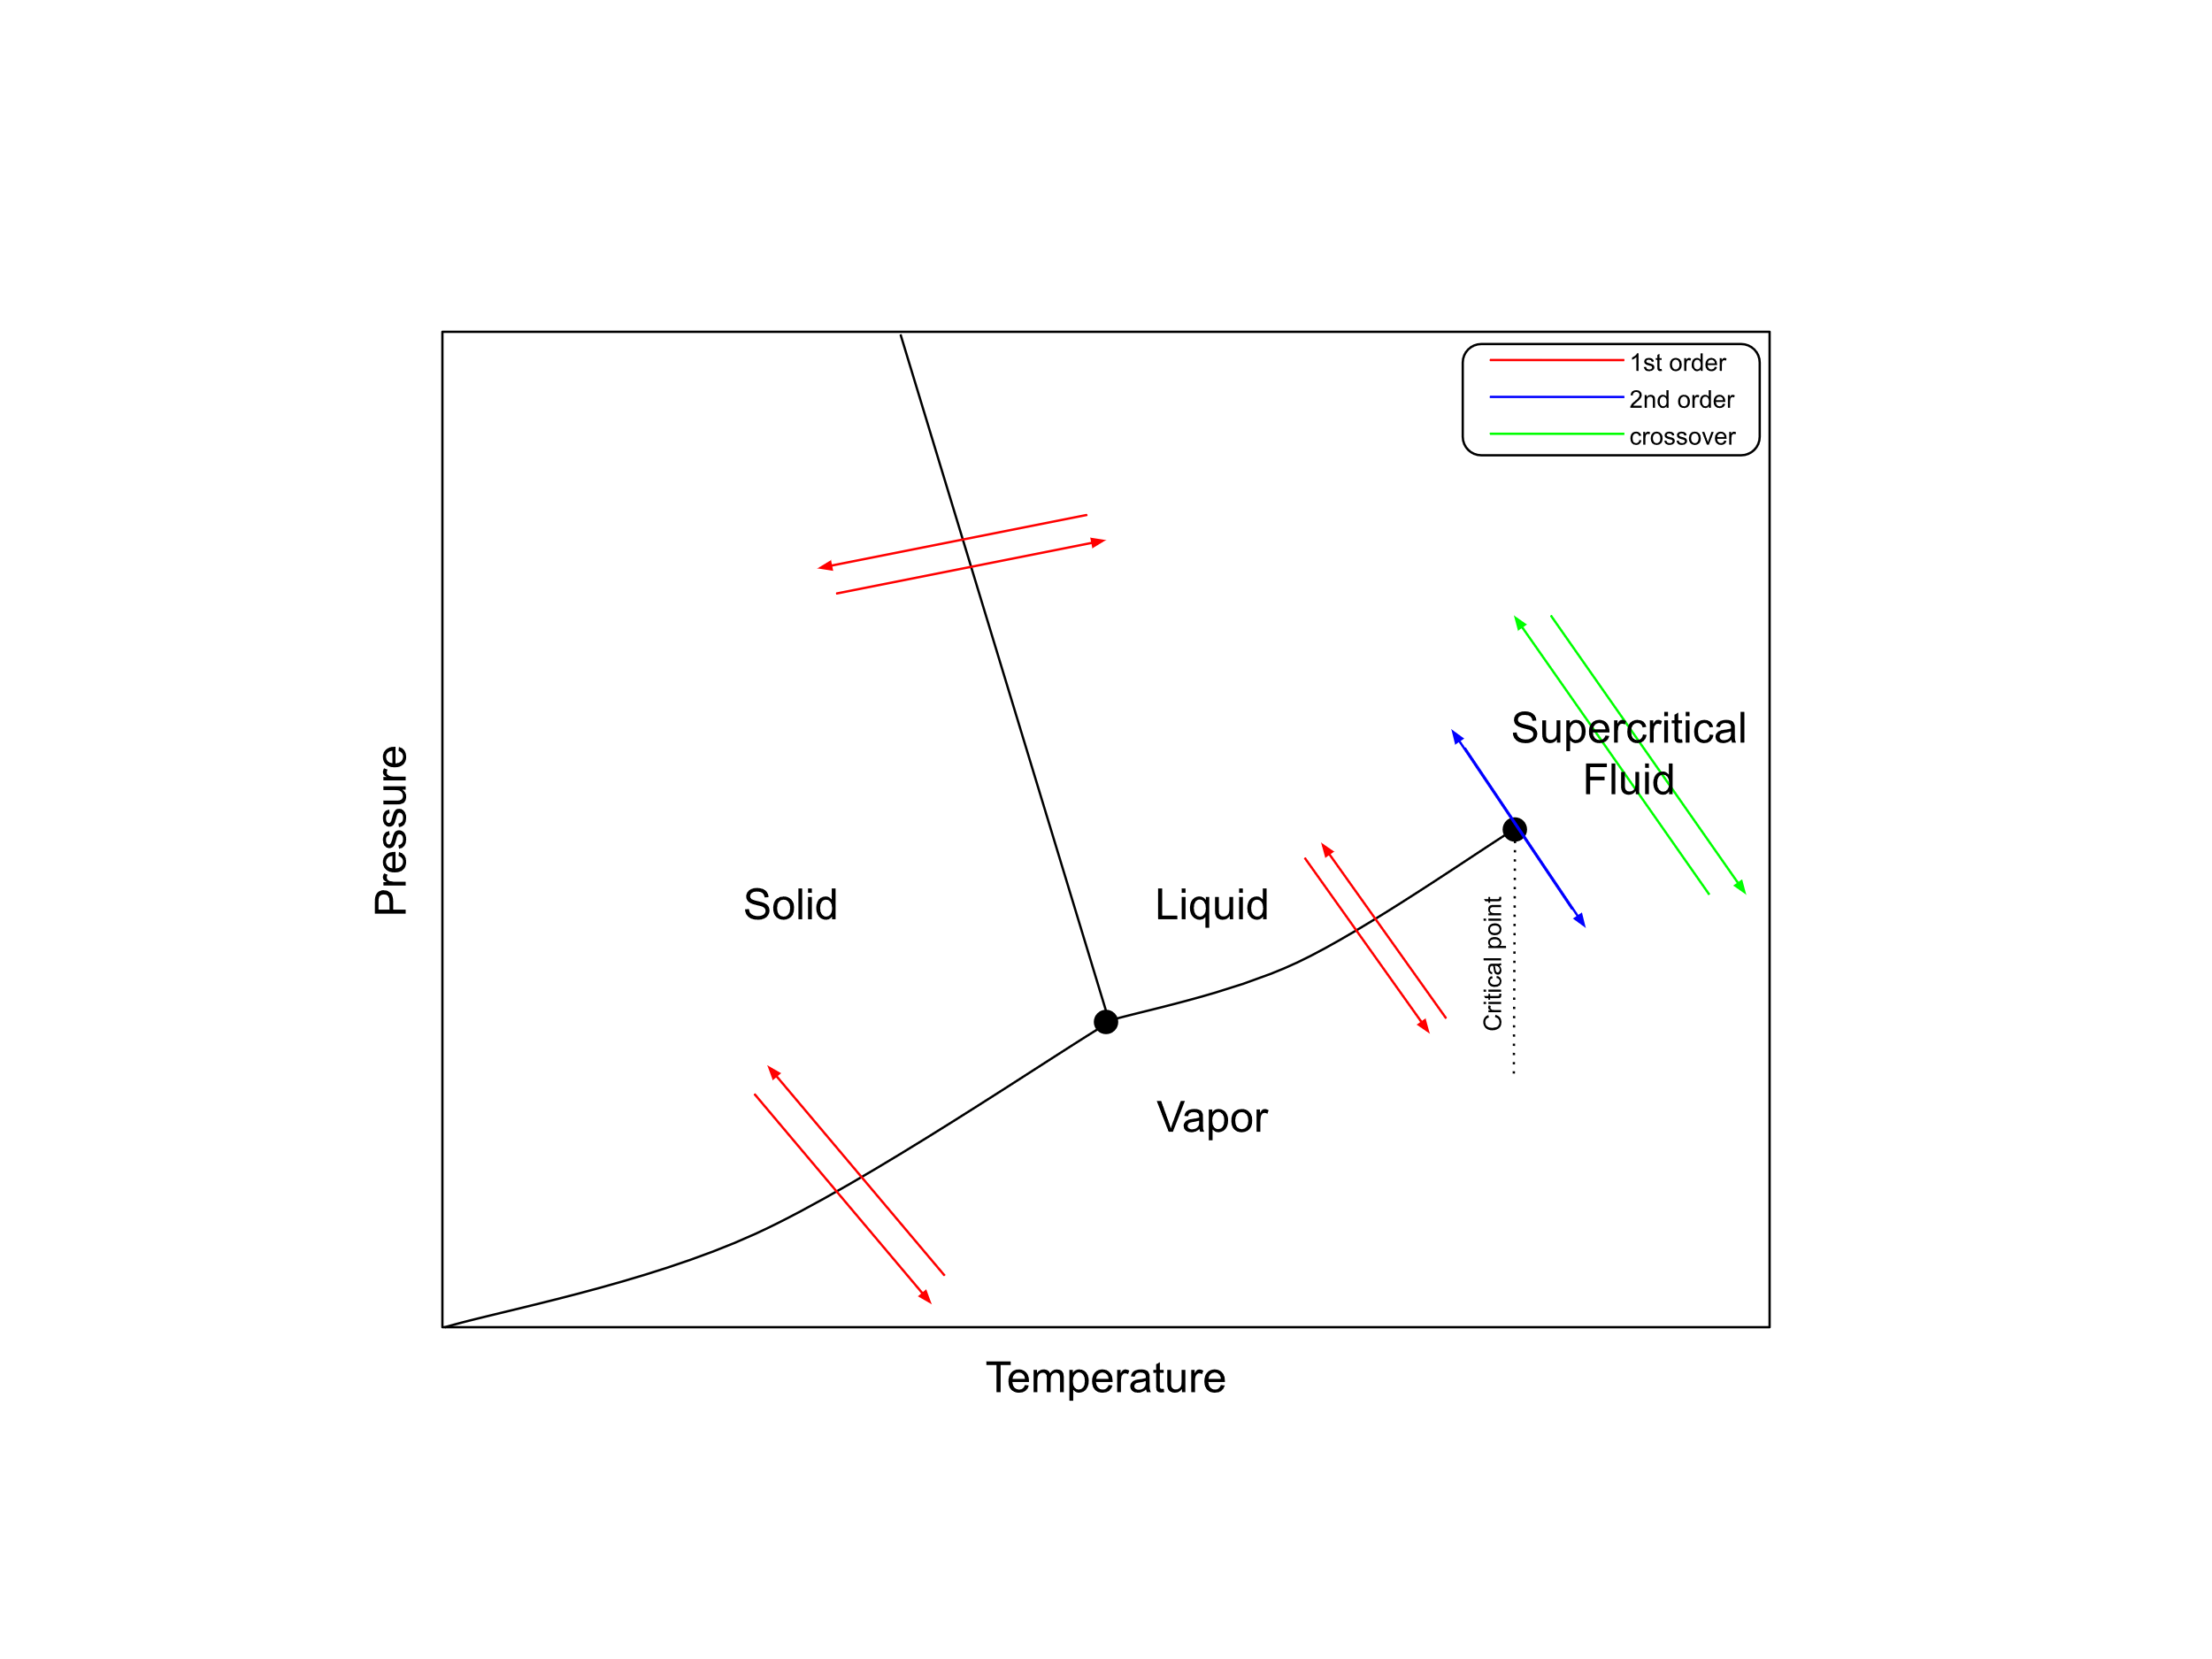 1st order
2nd order
crossover
Supercritical
Fluid
Pressure
Solid
Liquid
Critical point
Vapor
Temperature